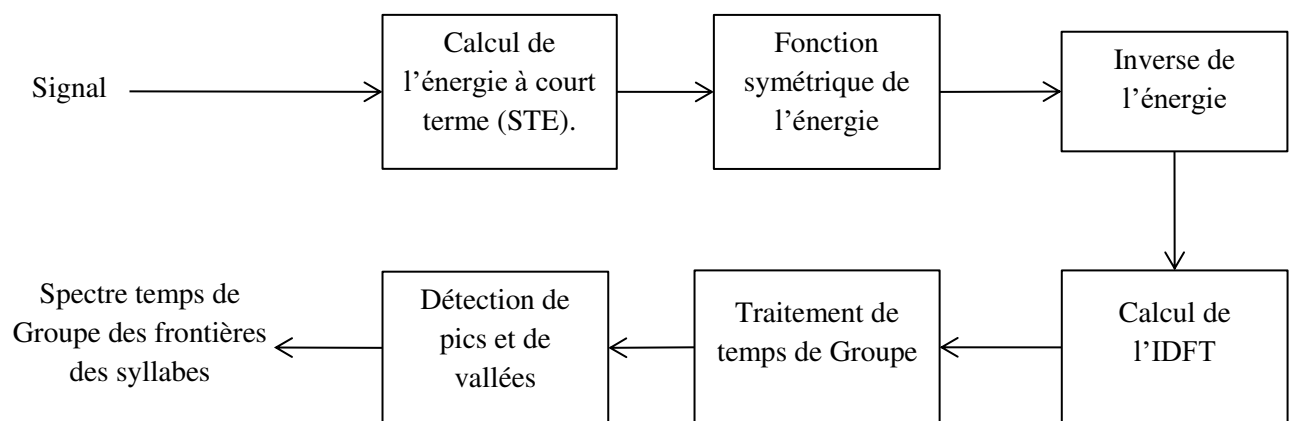 Signal
Calcul de
l’énergie à court
terme (STE).
Fonction
symétrique de
l’énergie
Inverse de
l’énergie
Calcul de
l’IDFT
Traitement de
temps de Groupe
Détection de
pics et de
vallées
Spectre temps de
Groupe des frontières
des syllabes